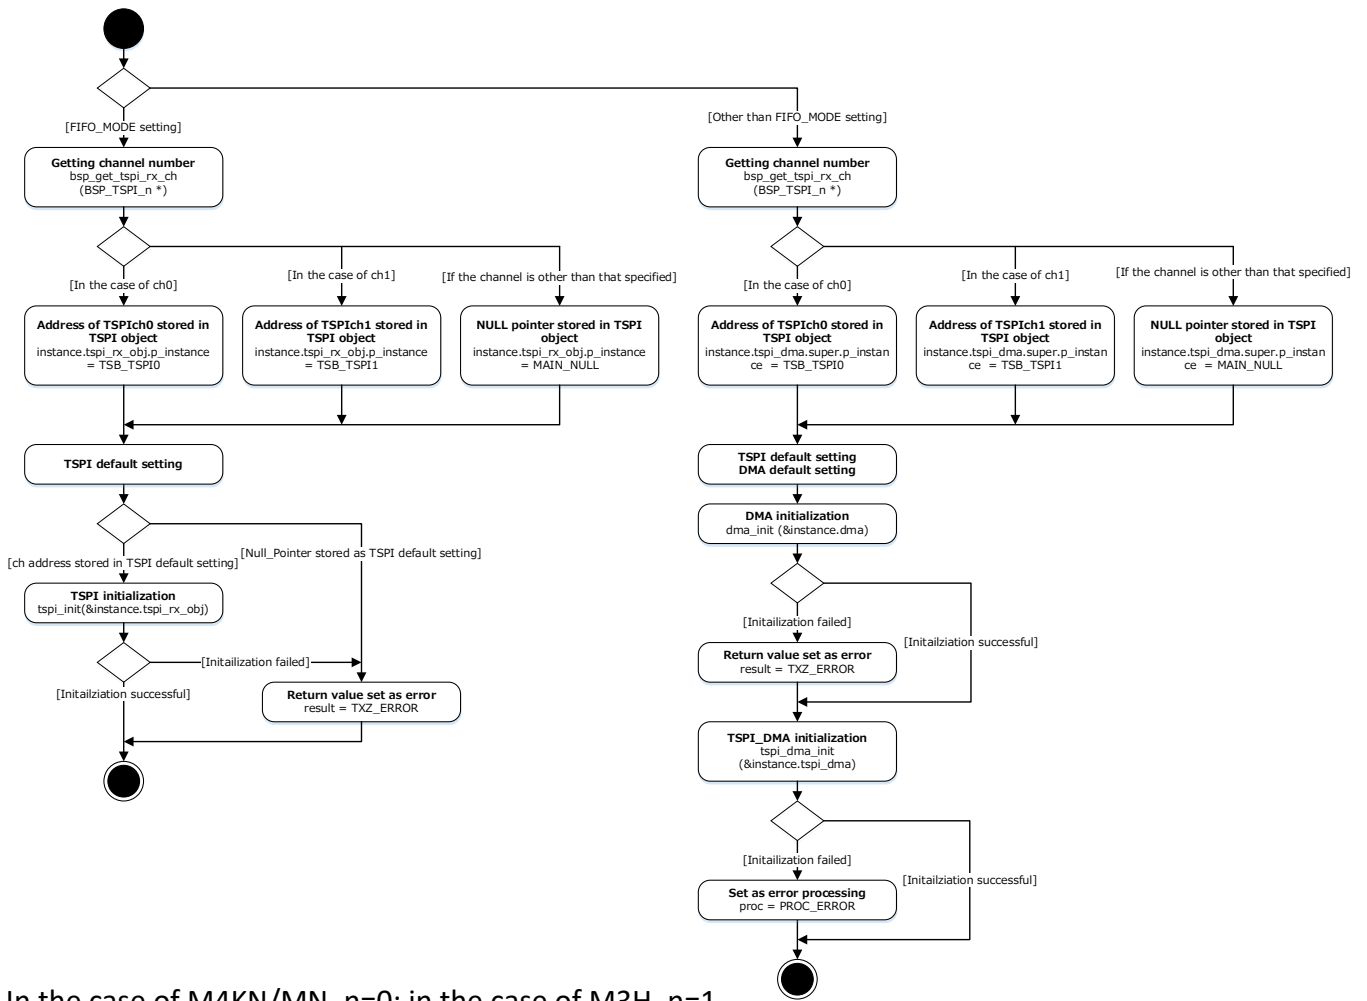 [FIFO_MODE setting]
Getting channel number
bsp_get_tspi_rx_ch
(BSP_TSPI_n *)
[In the case of ch0]
[In the case of ch1]
[If the channel is other than that specified]
Address of TSPIch0 stored in
TSPI object
instance.tspi_rx_obj.p_instance
= TSB_TSPI0
Address of TSPIch1 stored in
TSPI object
instance.tspi_rx_obj.p_instance
= TSB_TSPI1
NULL pointer stored in TSPI
object
instance.tspi_rx_obj.p_instance
= MAIN_NULL
TSPI default setting
[ch address stored in TSPI default setting]
[Null_Pointer stored as TSPI default setting]
TSPI initialization
tspi_init(&instance.tspi_rx_obj)
[Initailization failed]
[Initailziation successful]
Return value set as error
result = TXZ_ERROR
[Other than FIFO_MODE setting]
Getting channel number
bsp_get_tspi_rx_ch
(BSP_TSPI_n *)
[In the case of ch0]
[In the case of ch1]
[If the channel is other than that specified]
Address of TSPIch0 stored in
TSPI object
instance.tspi_dma.super.p_instan
ce = TSB_TSPI0
Address of TSPIch1 stored in
TSPI object
instance.tspi_dma.super.p_instan
ce = TSB_TSPI1
NULL pointer stored in TSPI
object
instance.tspi_dma.super.p_instan
ce = MAIN_NULL
TSPI default setting
DMA default setting
DMA initialization
dma_init (&instance.dma)
[Initailization failed]
[Initailziation successful]
Return value set as error
result = TXZ_ERROR
TSPI_DMA initialization
tspi_dma_init
(&instance.tspi_dma)
[Initailization failed]
[Initailziation successful]
Set as error processing
proc = PROC_ERROR
In the case of M4KN/MN, n=0; in the case of M3H, n=1